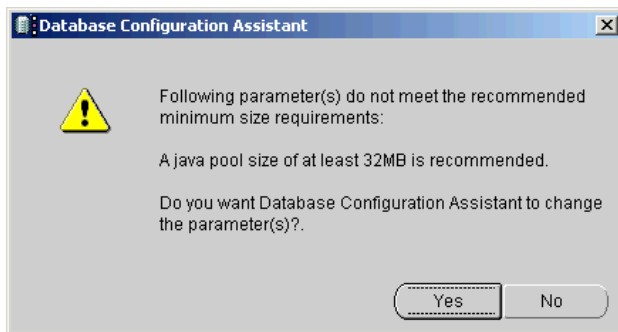 Database Configuration Assistant
Following parameter(s) do not meet the recommended
minimum size requirements:
A java pool size of at least 32MB is recommended.
Do you want Database Configuration Assistant to change
the parameter(s)?.
Yes
No